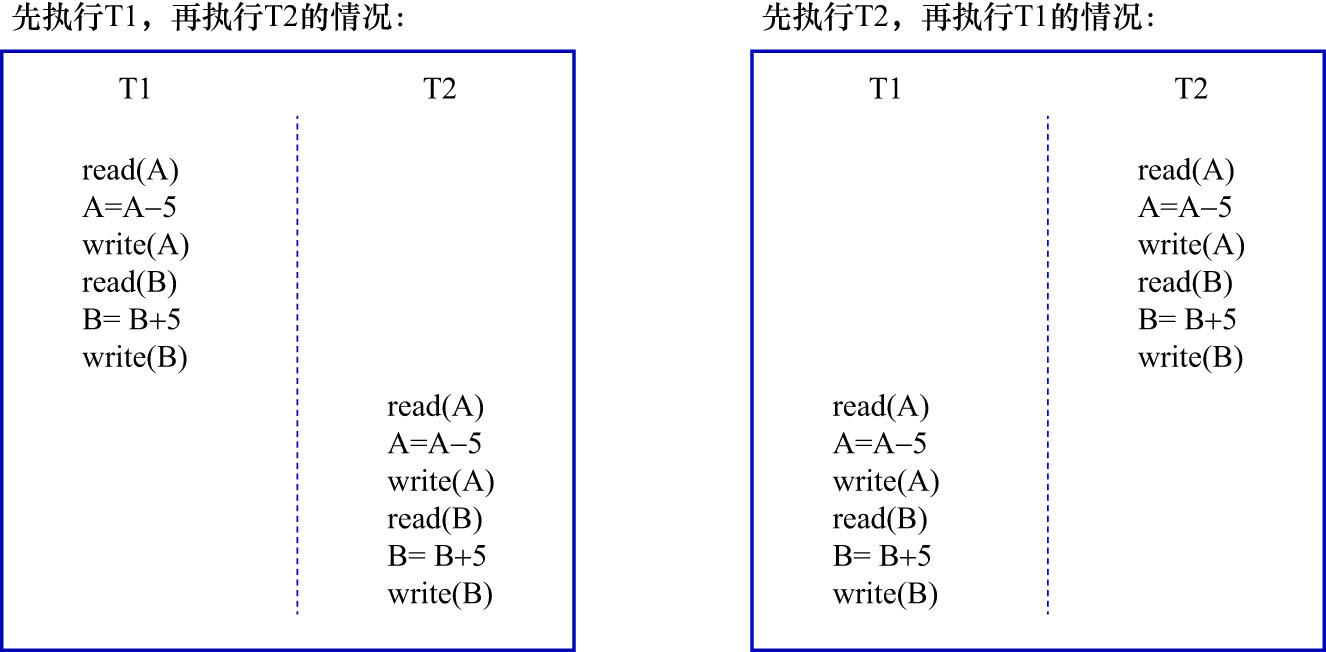 先执行T1，再执行T2的情况：
T1 T2
read(A)
A=A−5
write(A)
read(B)
B= B+5
write(B)
read(A)
A=A−5
write(A)
read(B)
B= B+5
write(B)
先执行T2，再执行T1的情况：
T1 T2
read(A)
A=A−5
write(A)
read(B)
B= B+5
write(B)
read(A)
A=A−5
write(A)
read(B)
B= B+5
write(B)